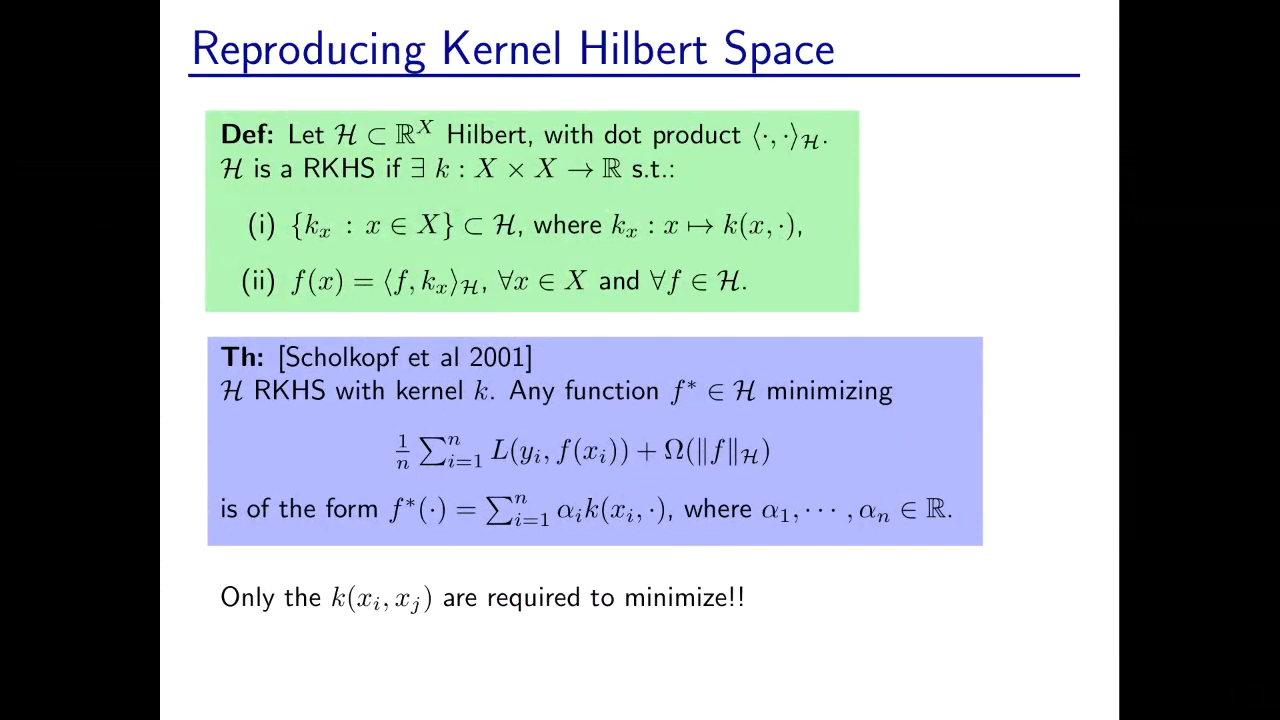 Reproducing Kernel Hilbert Space
Def: Let ℋ ⊂ ℝ^X Hilbert, with dot product ⟨·, ·⟩_ℋ.
ℋ is a RKHS if ∃ k : X × X → ℝ s.t.:
(i) {k_x : x ∈ X} ⊂ ℋ, where k_x : x ↦ k(x, ·),
(ii) f(x) = ⟨f, k_x⟩_ℋ, ∀x ∈ X and ∀f ∈ ℋ.
Th: [Scholkopf et al 2001]
ℋ RKHS with kernel k. Any function f* ∈ ℋ minimizing
1/n ∑_{i=1}^n L(y_i, f(x_i)) + Ω(‖f‖_ℋ)
is of the form f*(·) = ∑_{i=1}^n α_i k(x_i, ·), where α_1, ⋯ , α_n ∈ ℝ.
Only the k(x_i, x_j) are required to minimize!!